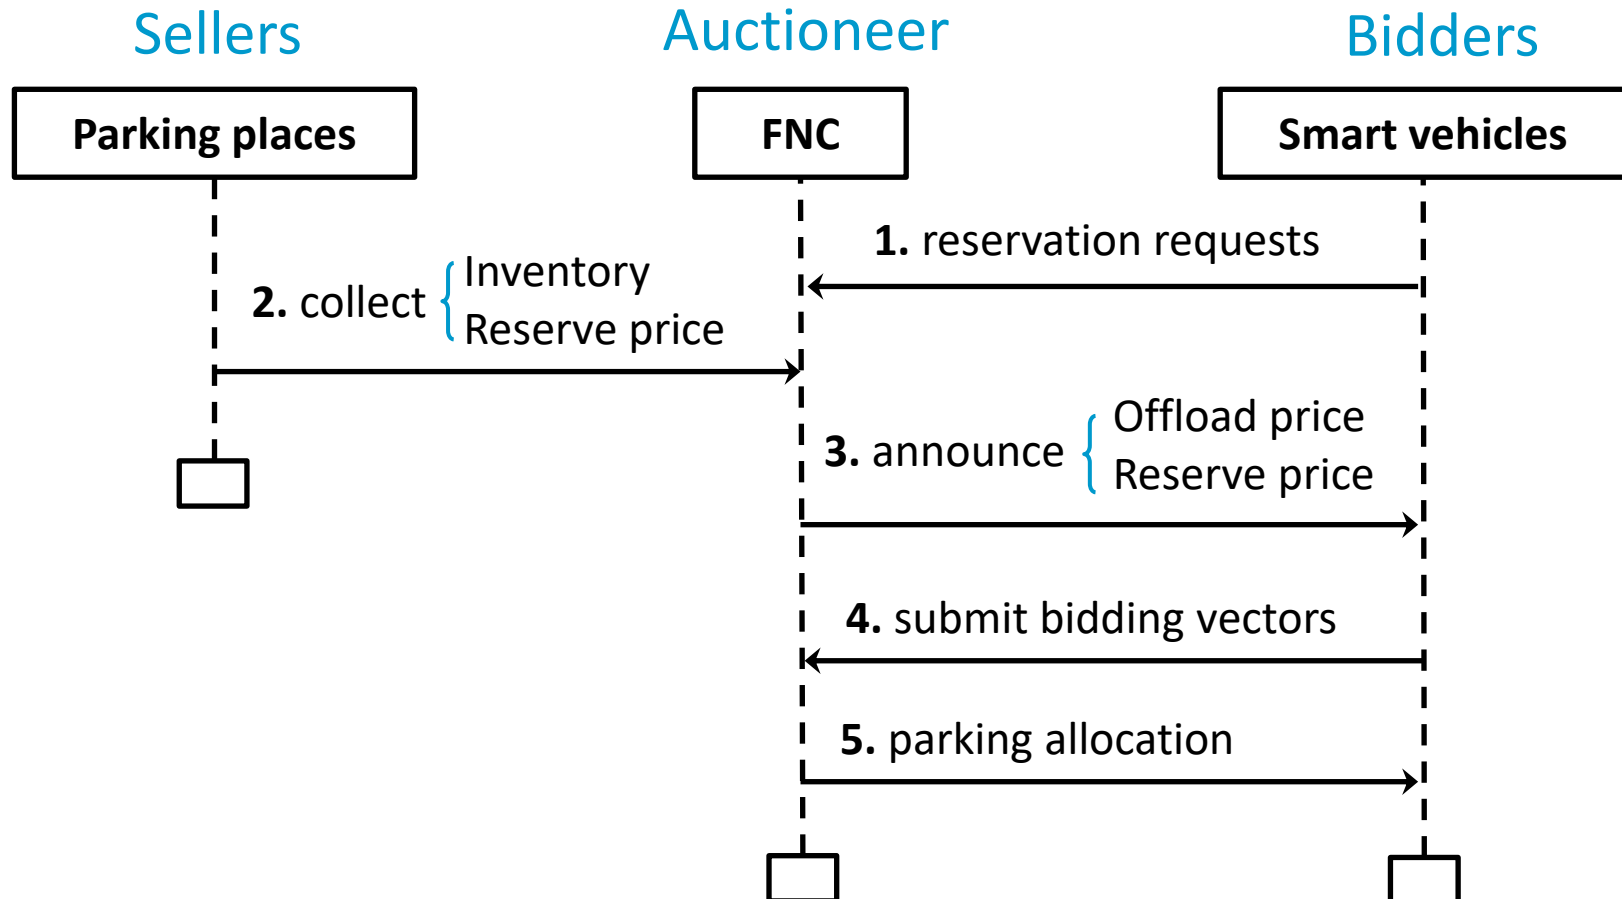 Sellers
Auctioneer
Bidders
Parking places
FNC
Smart vehicles
1. reservation requests
2. collect
Inventory
Reserve price
3. announce
Offload price
Reserve price
4. submit bidding vectors
5. parking allocation